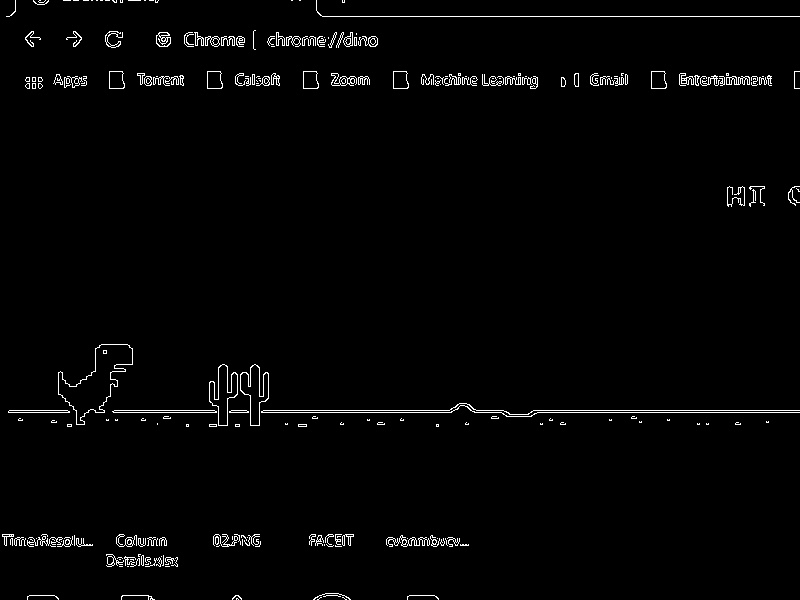 Chrome | chrome://dino
Apps Torrent Calsoft Zoom Machine Learning Gmail Entertainment
HI
TimerResolu... Column 02.PNG FACEIT cvbnmbvcv...
Details.xlsx